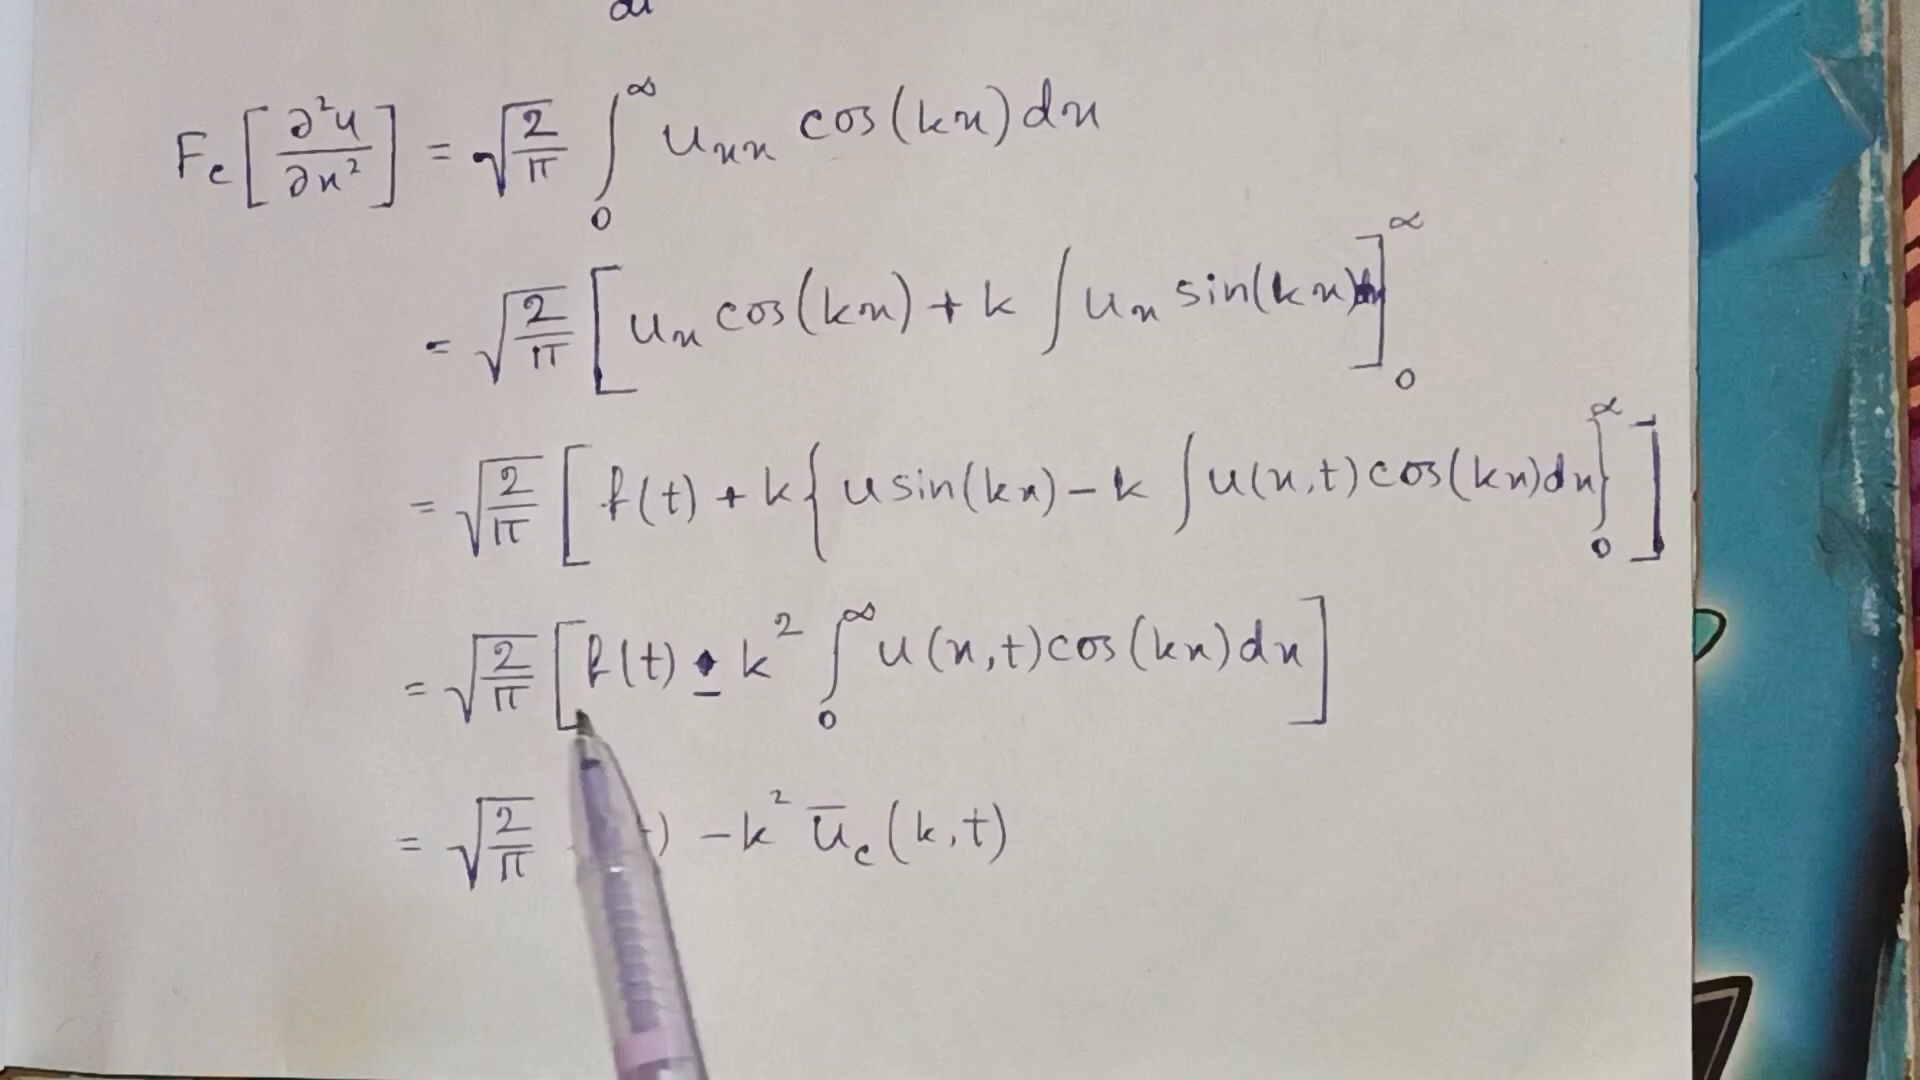 F_c[∂²u/∂x²] = √(2/π) ∫₀^∞ u_xx cos(kx) dx
= √(2/π) [u_x cos(kx) + k ∫ u_x sin(kx)]₀^∞
= √(2/π) [f(t) + k{u sin(kx) - k ∫ u(x,t) cos(kx) dx}₀^∞]
= √(2/π) [f(t) - k² ∫₀^∞ u(x,t) cos(kx) dx]
= √(2/π) ) - k² ū_c(k,t)